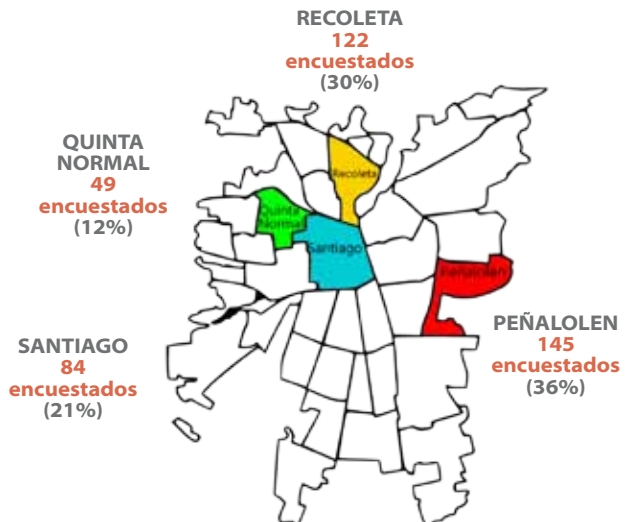 RECOLETA
122
encuestados
(30%)
QUINTA
NORMAL
49
encuestados
(12%)
Recoleta
Quinta
Normal
Santiago
Peñalolen
SANTIAGO
84
encuestados
(21%)
PEÑALOLEN
145
encuestados
(36%)